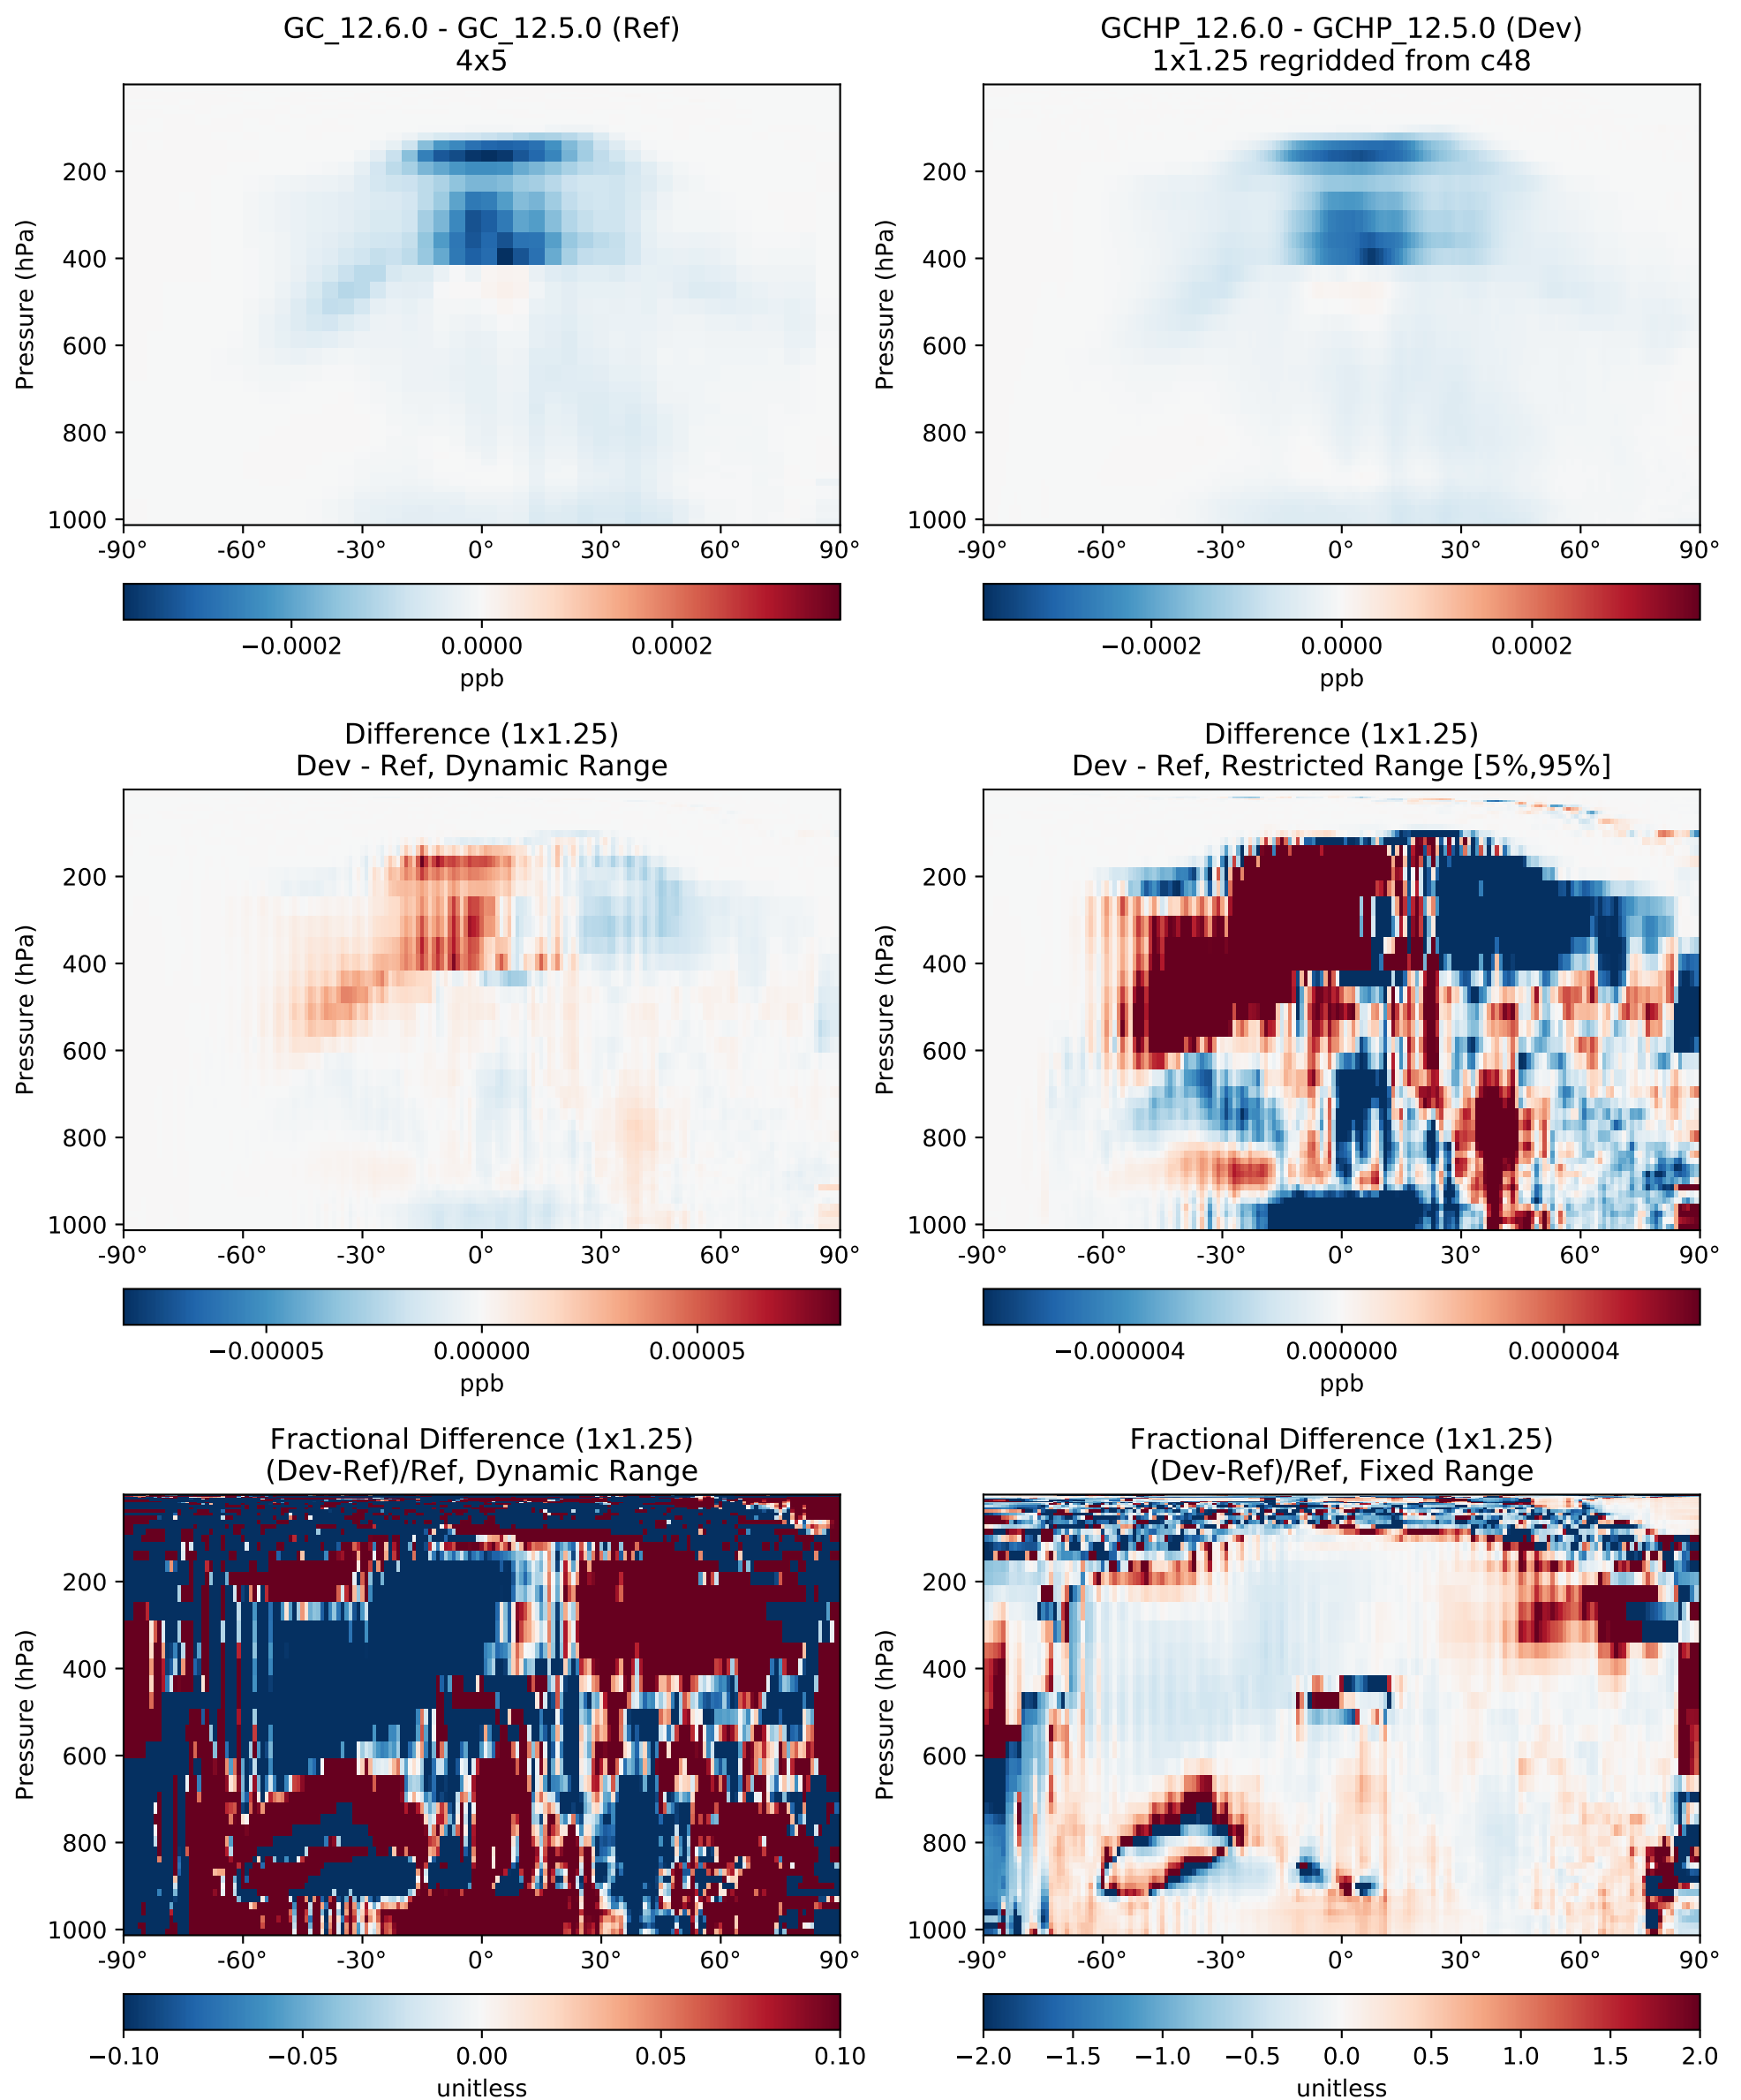 GC_12.6.0 - GC_12.5.0 (Ref)
4x5
Pressure (hPa)
200
400
600
800
1000
-90° -60° -30° 0° 30° 60° 90°
−0.0002 0.0000 0.0002
ppb
GCHP_12.6.0 - GCHP_12.5.0 (Dev)
1x1.25 regridded from c48
Pressure (hPa)
200
400
600
800
1000
-90° -60° -30° 0° 30° 60° 90°
−0.0002 0.0000 0.0002
ppb
Difference (1x1.25)
Dev - Ref, Dynamic Range
Pressure (hPa)
200
400
600
800
1000
-90° -60° -30° 0° 30° 60° 90°
−0.00005 0.00000 0.00005
ppb
Difference (1x1.25)
Dev - Ref, Restricted Range [5%,95%]
Pressure (hPa)
200
400
600
800
1000
-90° -60° -30° 0° 30° 60° 90°
−0.000004 0.000000 0.000004
ppb
Fractional Difference (1x1.25)
(Dev-Ref)/Ref, Dynamic Range
Pressure (hPa)
200
400
600
800
1000
-90° -60° -30° 0° 30° 60° 90°
−0.10 −0.05 0.00 0.05 0.10
unitless
Fractional Difference (1x1.25)
(Dev-Ref)/Ref, Fixed Range
Pressure (hPa)
200
400
600
800
1000
-90° -60° -30° 0° 30° 60° 90°
−2.0 −1.5 −1.0 −0.5 0.0 0.5 1.0 1.5 2.0
unitless